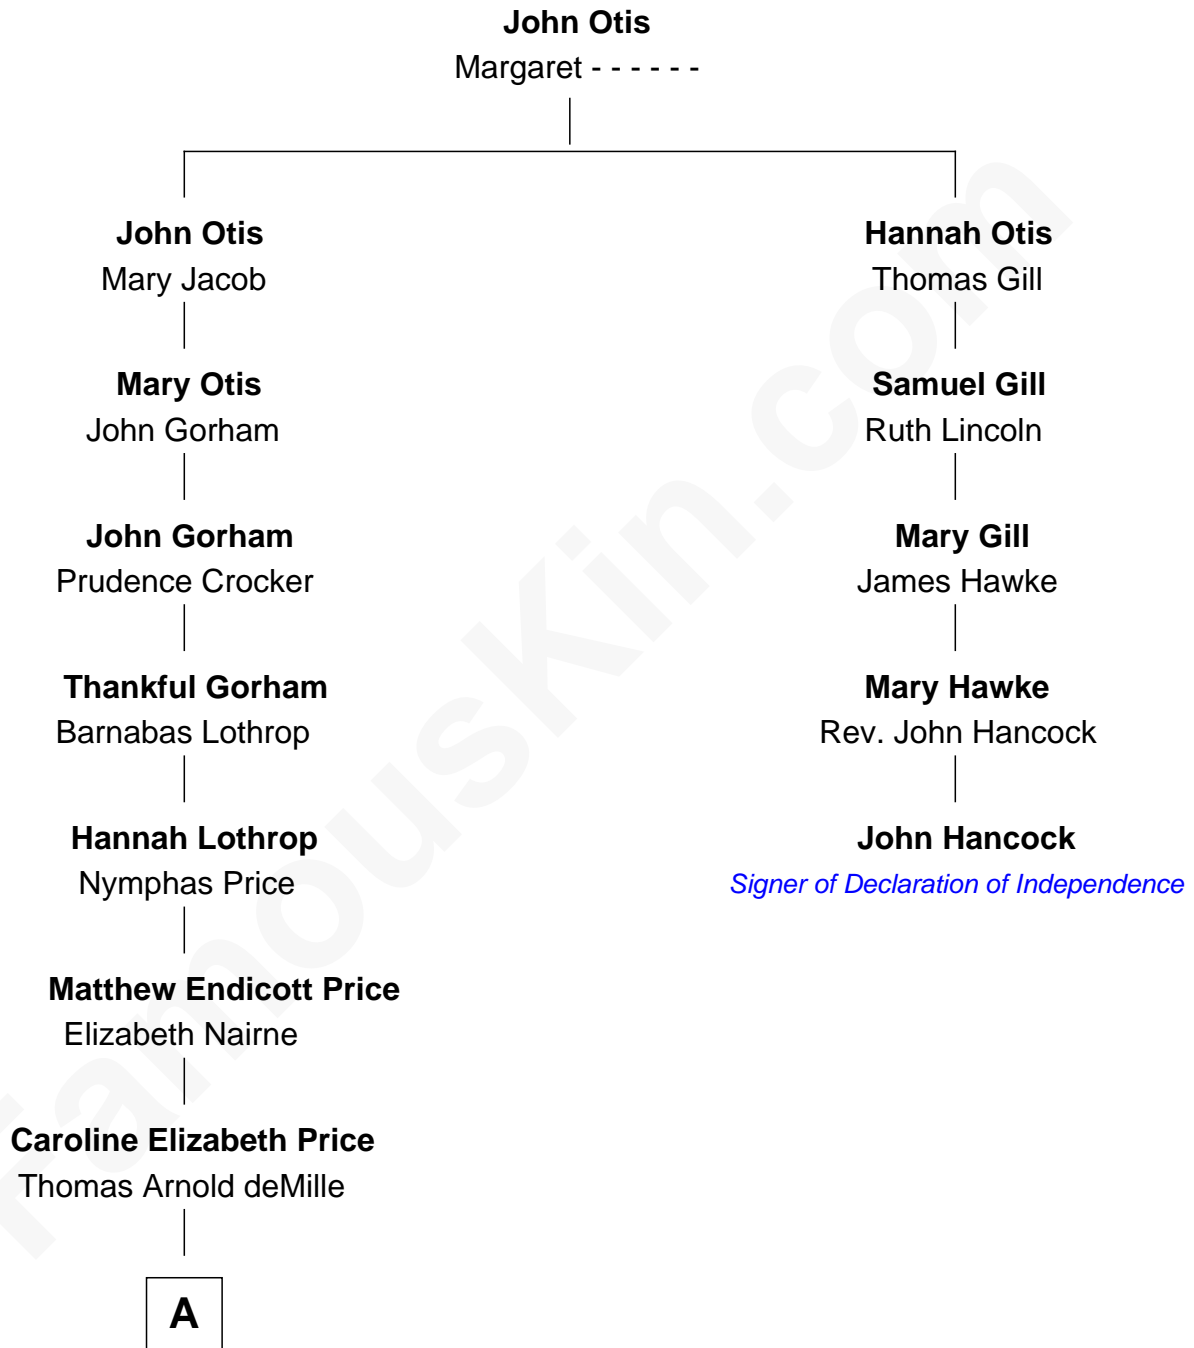 John Otis
Margaret - - - - - -
John Otis
Mary Jacob
Hannah Otis
Thomas Gill
Mary Otis
John Gorham
Samuel Gill
Ruth Lincoln
John Gorham
Prudence Crocker
Mary Gill
James Hawke
Thankful Gorham
Barnabas Lothrop
Mary Hawke
Rev. John Hancock
Hannah Lothrop
Nymphas Price
John Hancock
Signer of Declaration of Independence
Matthew Endicott Price
Elizabeth Nairne
Caroline Elizabeth Price
Thomas Arnold deMille
A
FamousKin.com